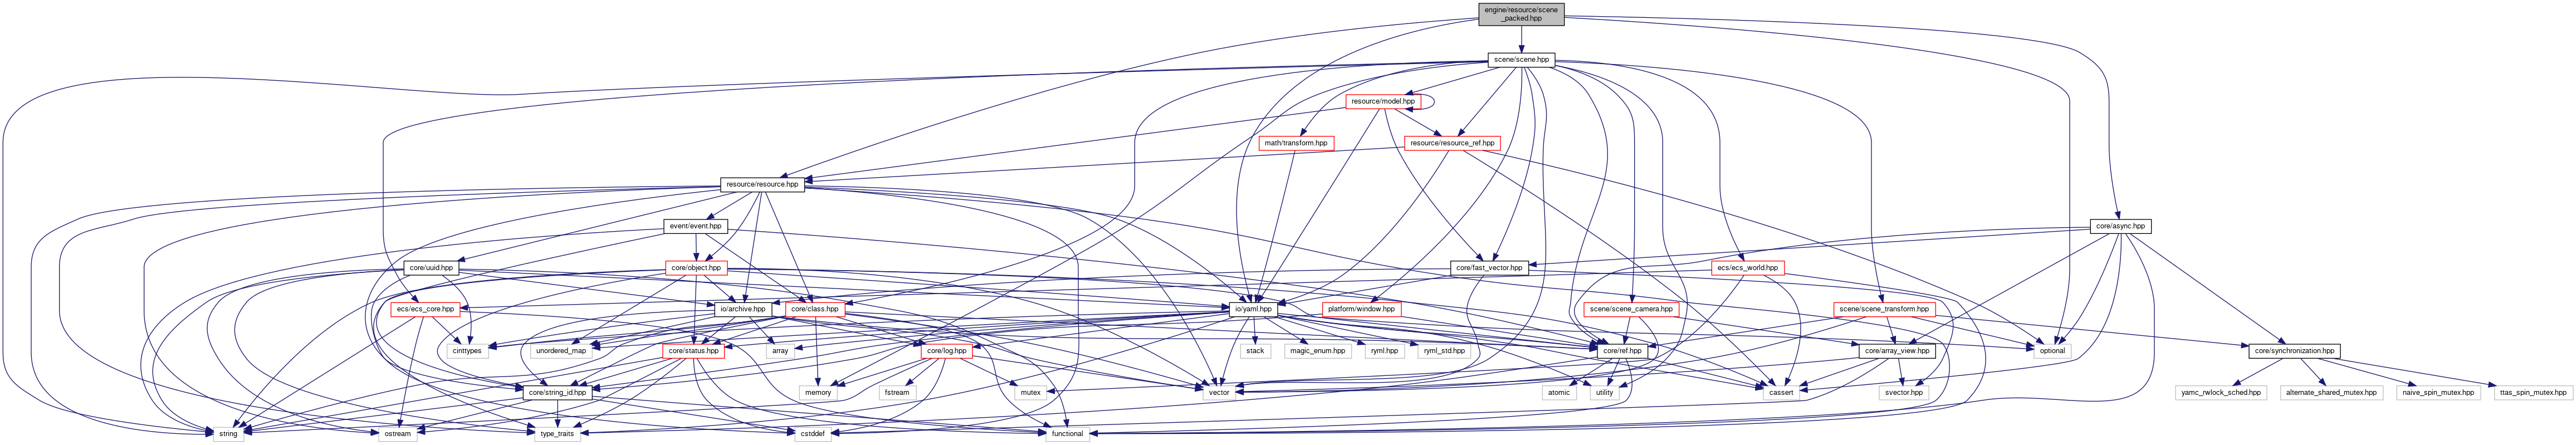 engine/resource/scene
_packed.hpp
scene/scene.hpp
resource/model.hpp
math/transform.hpp
resource/resource_ref.hpp
resource/resource.hpp
event/event.hpp
core/async.hpp
core/uuid.hpp
core/object.hpp
core/fast_vector.hpp
ecs/ecs_world.hpp
ecs/ecs_core.hpp
io/archive.hpp
core/class.hpp
io/yaml.hpp
platform/window.hpp
scene/scene_camera.hpp
scene/scene_transform.hpp
cinttypes
unordered_map
core/status.hpp
array
core/log.hpp
stack
magic_enum.hpp
ryml.hpp
ryml_std.hpp
core/ref.hpp
core/array_view.hpp
optional
core/synchronization.hpp
core/string_id.hpp
memory
fstream
mutex
vector
atomic
utility
cassert
svector.hpp
yamc_rwlock_sched.hpp
alternate_shared_mutex.hpp
naive_spin_mutex.hpp
ttas_spin_mutex.hpp
string
ostream
type_traits
cstddef
functional